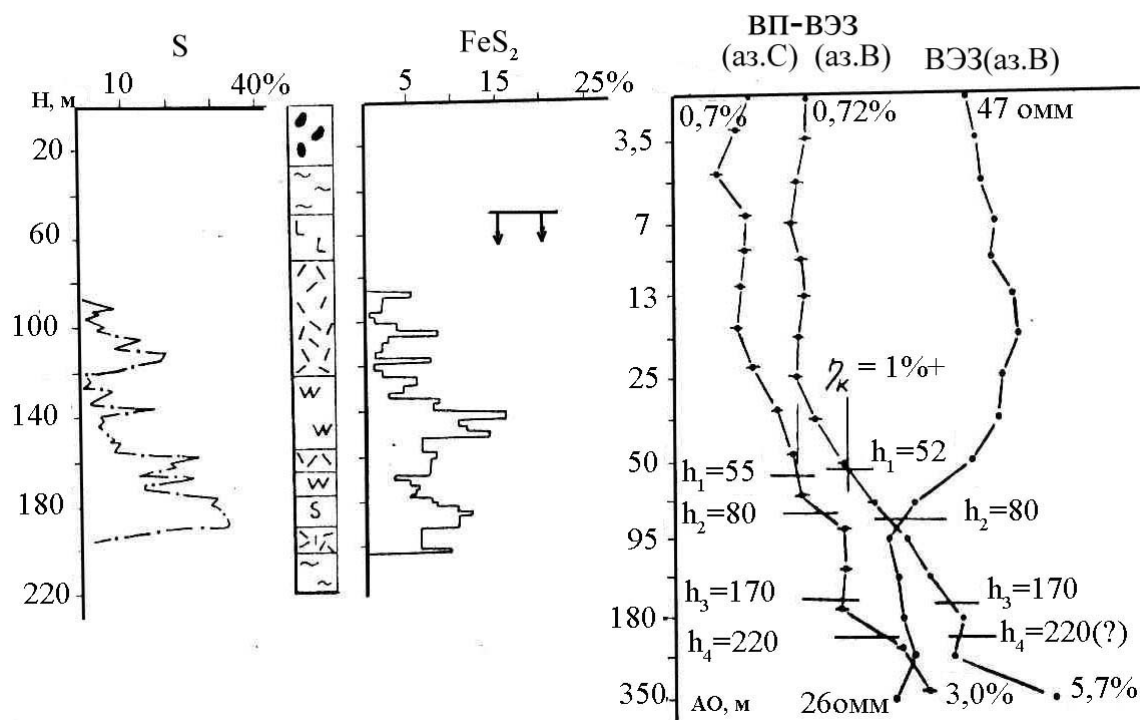 S
10 40%
Н, м
20
60
100
140
180
220
W
W
W
S
FeS₂
5 15 25%
ВП-ВЭЗ
(аз.С) (аз.В) ВЭЗ(аз.В)
0,7% 0,72% 47 омм
3,5
7
13
25
50
95
180
350
ηₖ = 1%+
h₁=55
h₁=52
h₂=80
h₂=80
h₃=170
h₃=170
h₄=220
h₄=220(?)
АО, м 26омм 3,0% 5,7%